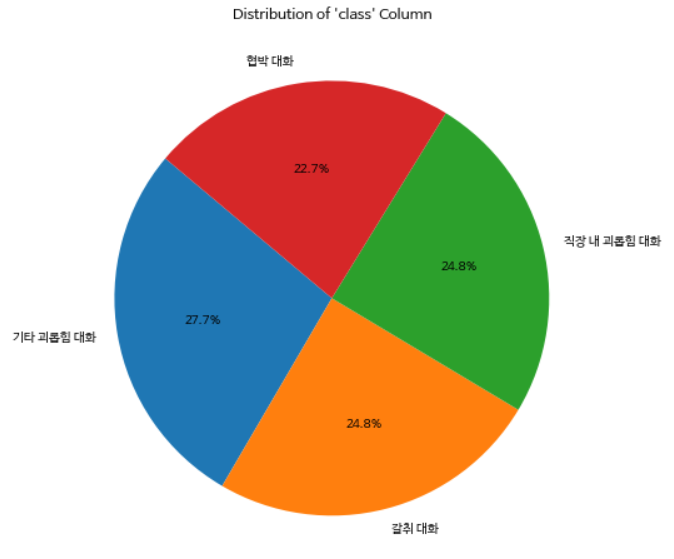 Distribution of 'class' Column
협박 대화
22.7%
직장 내 괴롭힘 대화
24.8%
27.7%
기타 괴롭힘 대화
24.8%
갈취 대화